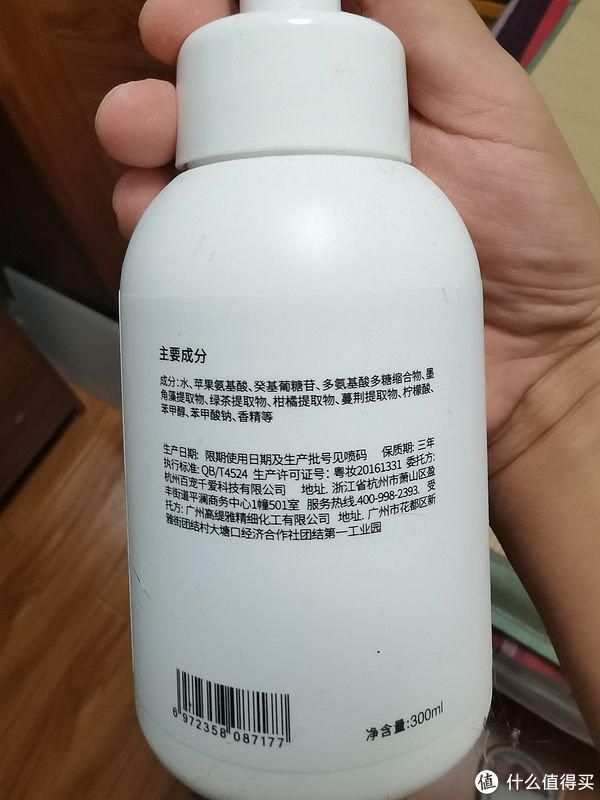 主要成分
成分:水、苹果氨基酸、癸基葡糖苷、多氨基酸多糖缩合物、墨
角藻提取物、绿茶提取物、柑橘提取物、蔓荆提取物、柠檬酸、
苯甲醇、苯甲酸钠、香精等
生产日期: 限期使用日期及生产批号见喷码 保质期: 三年
执行标准: QB/T4524 生产许可证号: 粤妆20161331 委托方:
杭州百宠千爱科技有限公司 地址. 浙江省杭州市萧山区盈
丰街道平澜商务中心1幢501室 服务热线.400-998-2393. 受
托方: 广州高缇雅精细化工有限公司 地址. 广州市花都区新
雅街团结村大塘口经济合作社团结第一工业园
6 972358 087177
净含量:300ml
值 什么值得买